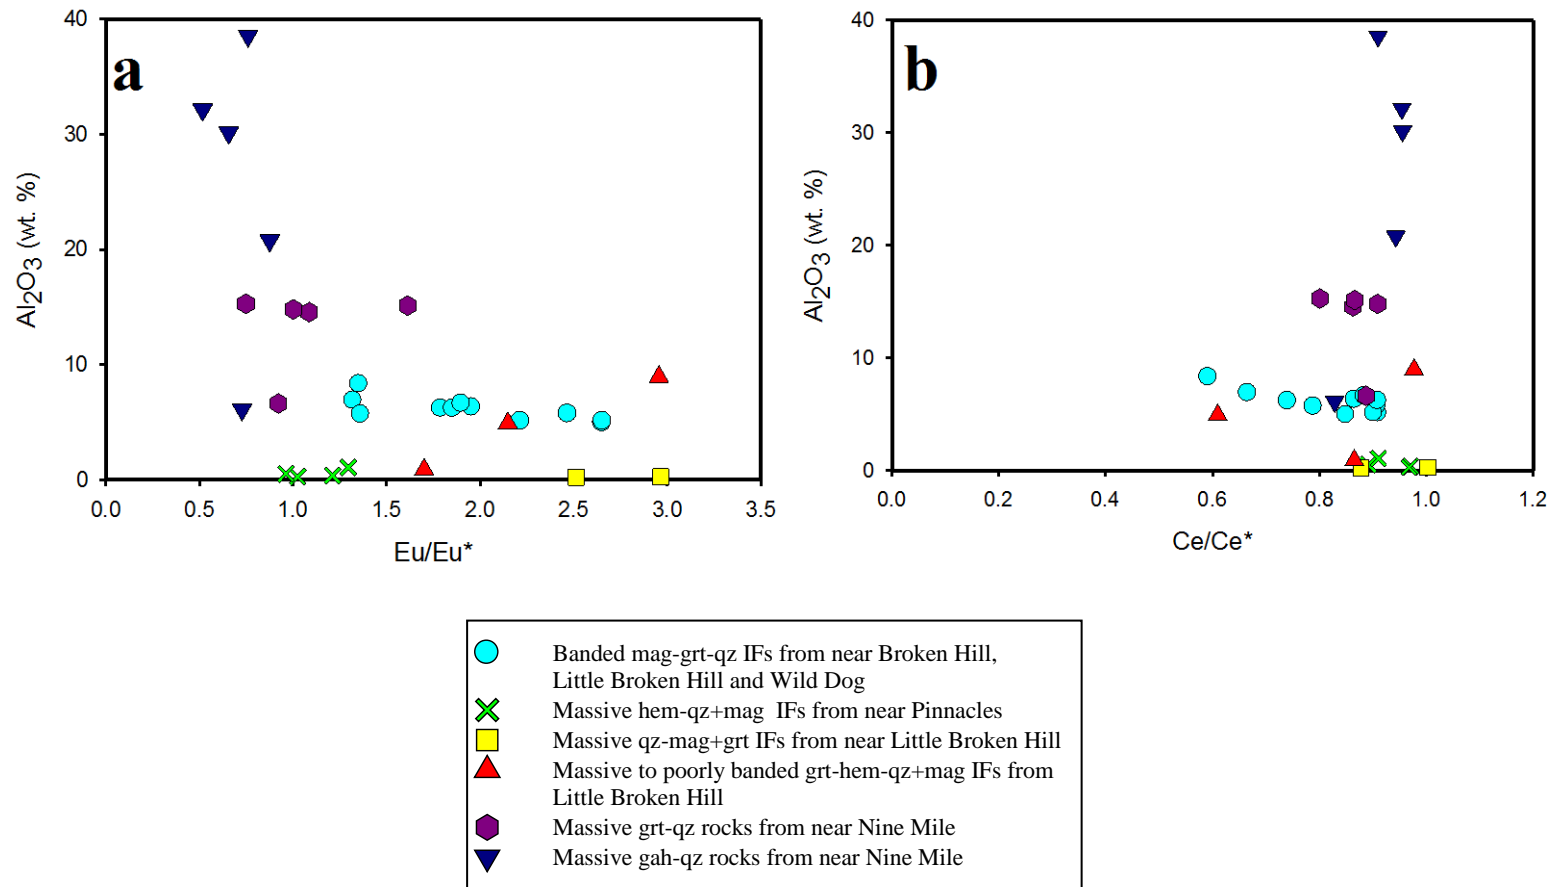 a
40
30
20
10
0
Al2O3 (wt. %)
0.0 0.5 1.0 1.5 2.0 2.5 3.0 3.5
Eu/Eu*
b
40
30
20
10
0
Al2O3 (wt. %)
0.0 0.2 0.4 0.6 0.8 1.0 1.2
Ce/Ce*
Banded mag-grt-qz IFs from near Broken Hill,
Little Broken Hill and Wild Dog
Massive hem-qz+mag IFs from near Pinnacles
Massive qz-mag+grt IFs from near Little Broken Hill
Massive to poorly banded grt-hem-qz+mag IFs from
Little Broken Hill
Massive grt-qz rocks from near Nine Mile
Massive gah-qz rocks from near Nine Mile